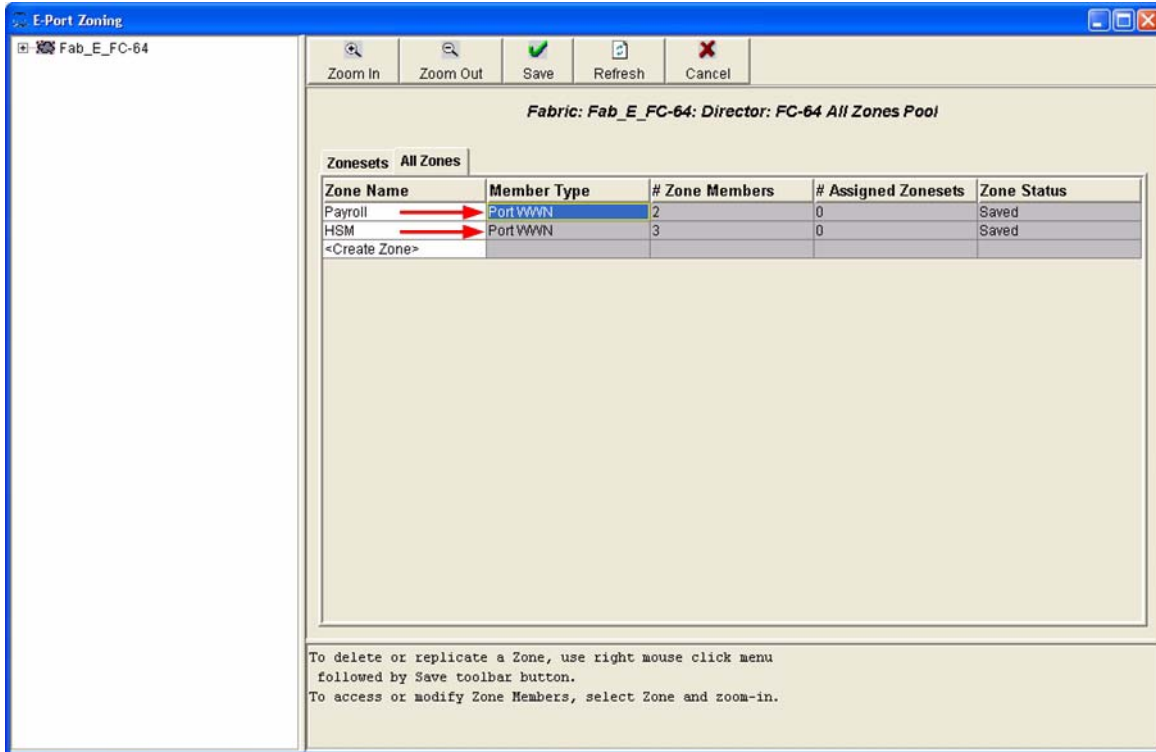 E-Port Zoning
Fab_E_FC-64
Zoom In Zoom Out Save Refresh Cancel
Fabric: Fab_E_FC-64: Director: FC-64 All Zones Pool
Zonesets All Zones
Zone Name Member Type # Zone Members # Assigned Zonesets Zone Status
Payroll Port WWN 2 0 Saved
HSM Port WWN 3 0 Saved
<Create Zone>
To delete or replicate a Zone, use right mouse click menu
followed by Save toolbar button.
To access or modify Zone Members, select Zone and zoom-in.